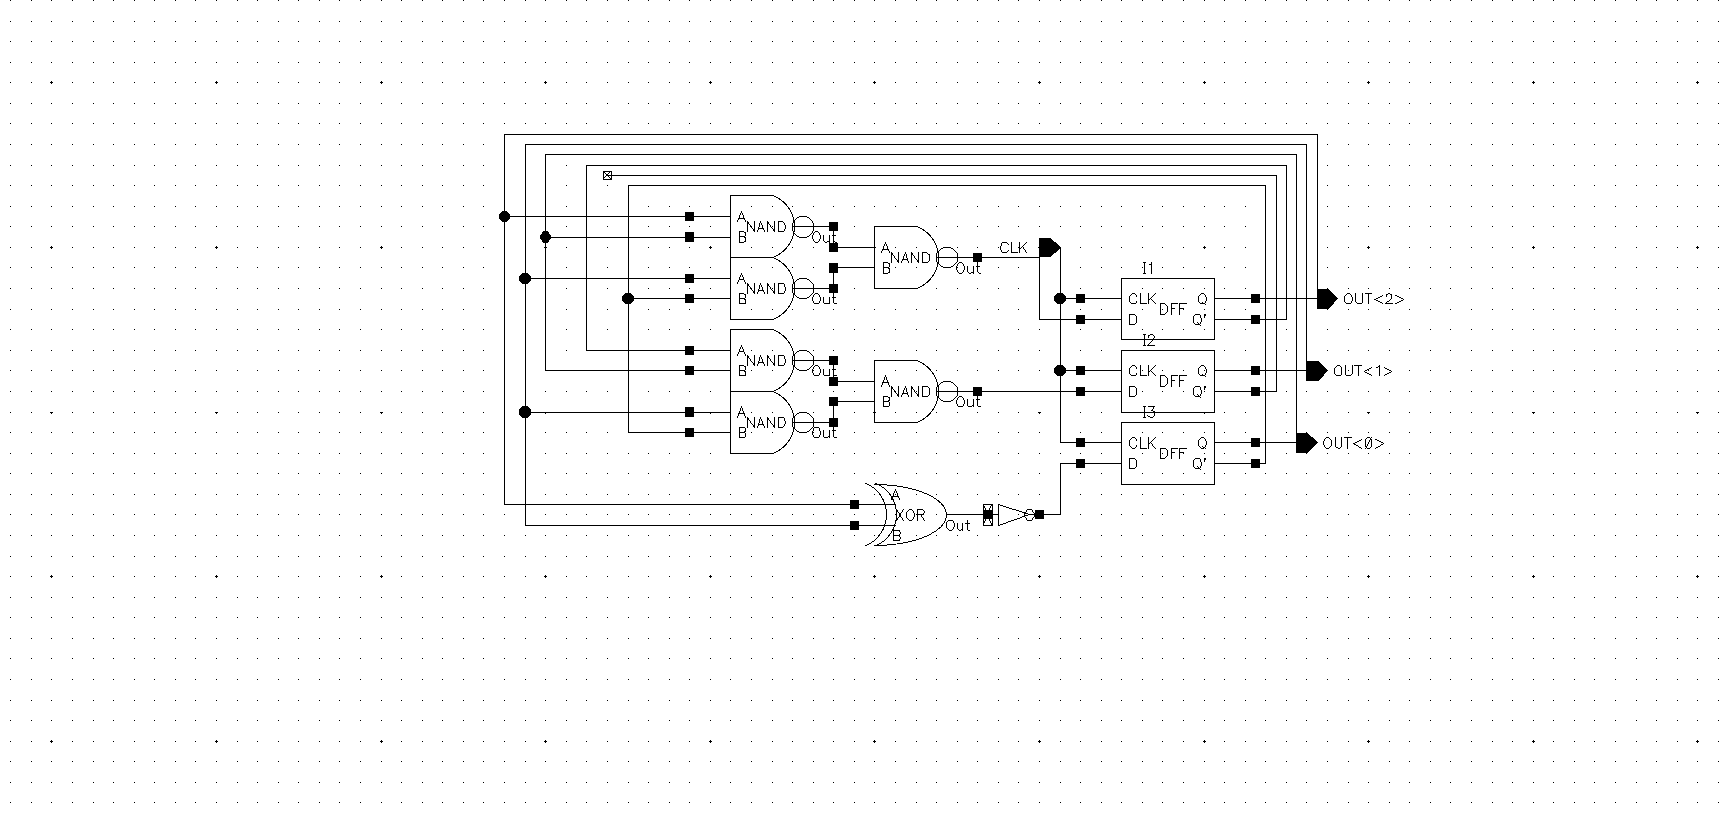 A NAND Out
B
A NAND Out
B
A NAND Out
B
CLK
I1
CLK DFF Q
D Q'
OUT<2>
A NAND Out
B
A NAND Out
B
A NAND Out
B
I2
CLK DFF Q
D Q'
OUT<1>
I3
CLK DFF Q
D Q'
OUT<0>
A
XOR Out
B